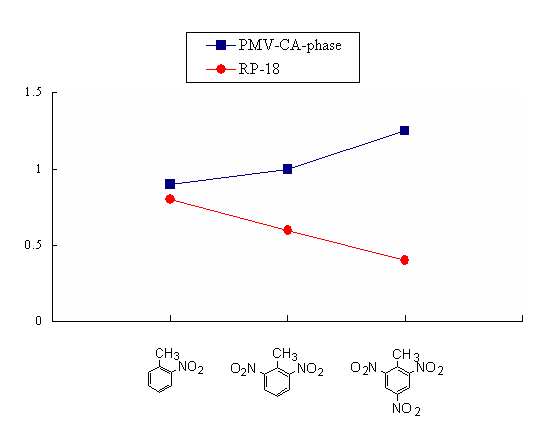 PMV-CA-phase
RP-18
1.5
1
0.5
0
CH3
NO2
CH3
O2N NO2
CH3
O2N NO2
NO2